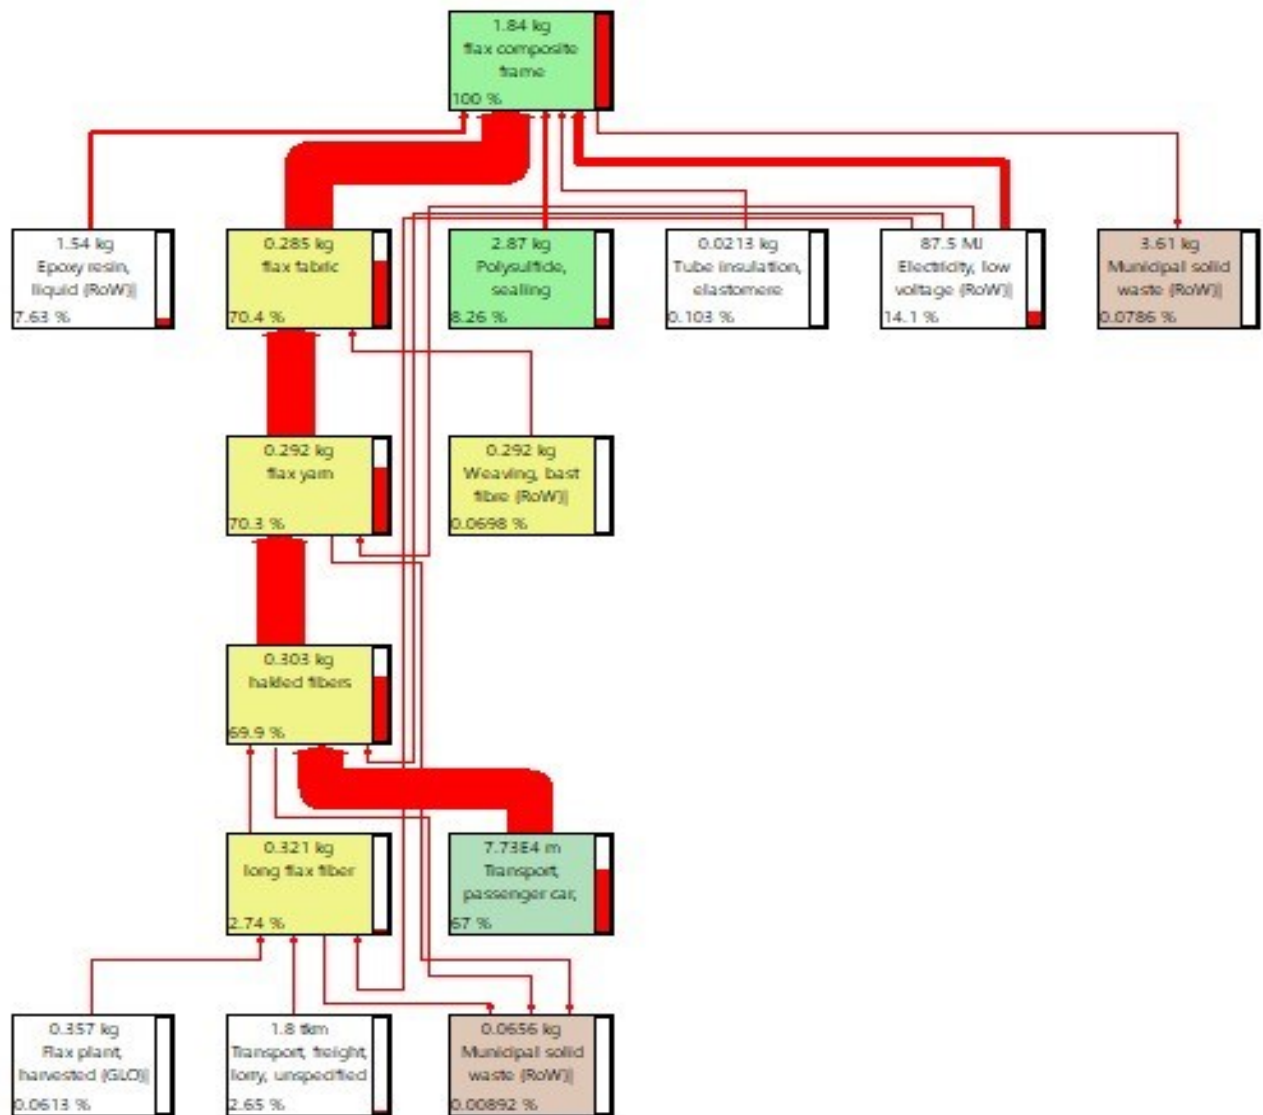 1.84 kg
flax composite
frame
100 %
1.54 kg
Epoxy resin,
liquid {RoW}|
7.63 %
0.285 kg
flax fabric
70.4 %
2.87 kg
Polysulfide,
sealing
8.26 %
0.0213 kg
Tube insulation,
elastomere
0.103 %
87.5 MJ
Electricity, low
voltage {RoW}|
14.1 %
3.61 kg
Municipal solid
waste {RoW}|
0.0786 %
0.292 kg
flax yarn
70.3 %
0.292 kg
Weaving, bast
fibre {RoW}|
0.0698 %
0.303 kg
hakled fibers
69.9 %
0.321 kg
long flax fiber
2.74 %
7.73E4 m
Transport,
passenger car,
67 %
0.357 kg
Flax plant,
harvested {GLO}|
0.0613 %
1.8 tkm
Transport, freight,
lorry, unspecified
2.65 %
0.0656 kg
Municipal solid
waste {RoW}|
0.00892 %